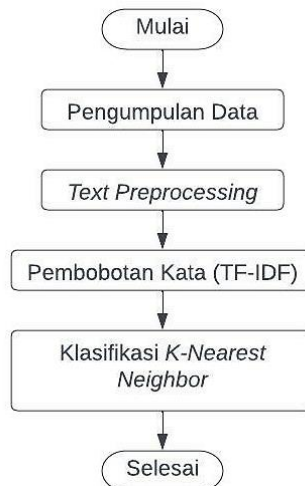 Mulai
Pengumpulan Data
Text Preprocessing
Pembobotan Kata (TF-IDF)
Klasifikasi K-Nearest
Neighbor
Selesai